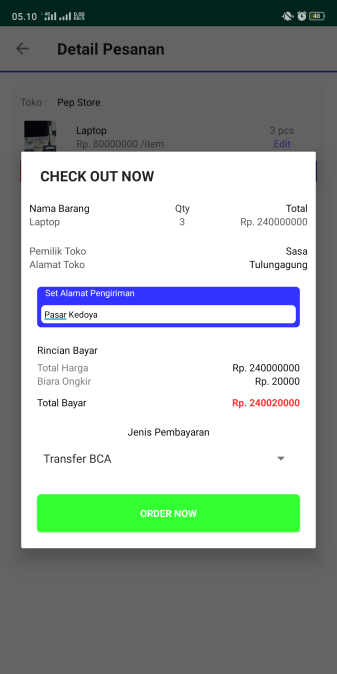 05.10
48
Detail Pesanan
Toko : Pep Store
Laptop 3 pcs
Rp. 80000000 /item Edit
CHECK OUT NOW
Nama Barang Qty Total
Laptop 3 Rp. 240000000
Pemilik Toko Sasa
Alamat Toko Tulungagung
Set Alamat Pengiriman
Pasar Kedoya
Rincian Bayar
Total Harga Rp. 240000000
Biara Ongkir Rp. 20000
Total Bayar Rp. 240020000
Jenis Pembayaran
Transfer BCA
ORDER NOW